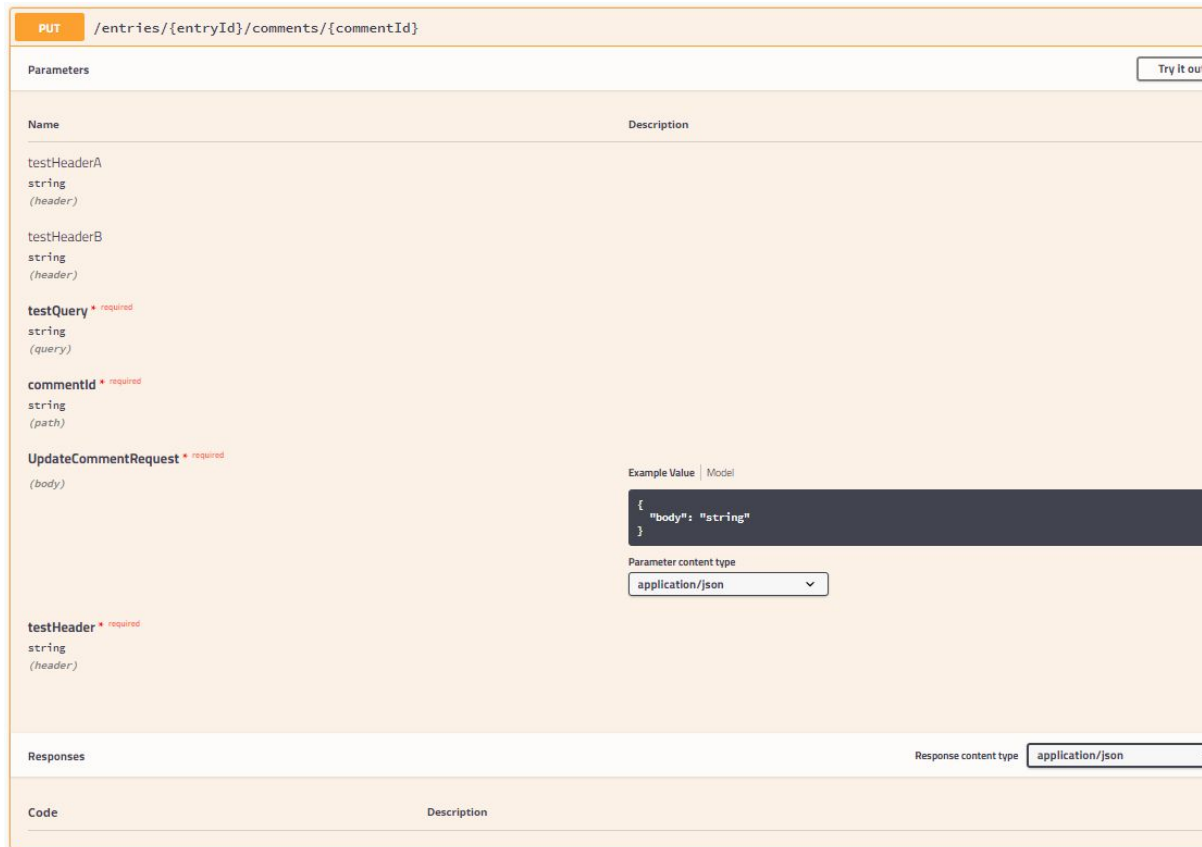 PUT /entries/{entryId}/comments/{commentId}
Parameters
Try it out
Name Description
testHeaderA
string
(header)
testHeaderB
string
(header)
testQuery * required
string
(query)
commentId * required
string
(path)
UpdateCommentRequest * required
(body)
Example Value | Model
{
"body": "string"
}
Parameter content type
application/json
testHeader * required
string
(header)
Responses Response content type application/json
Code Description